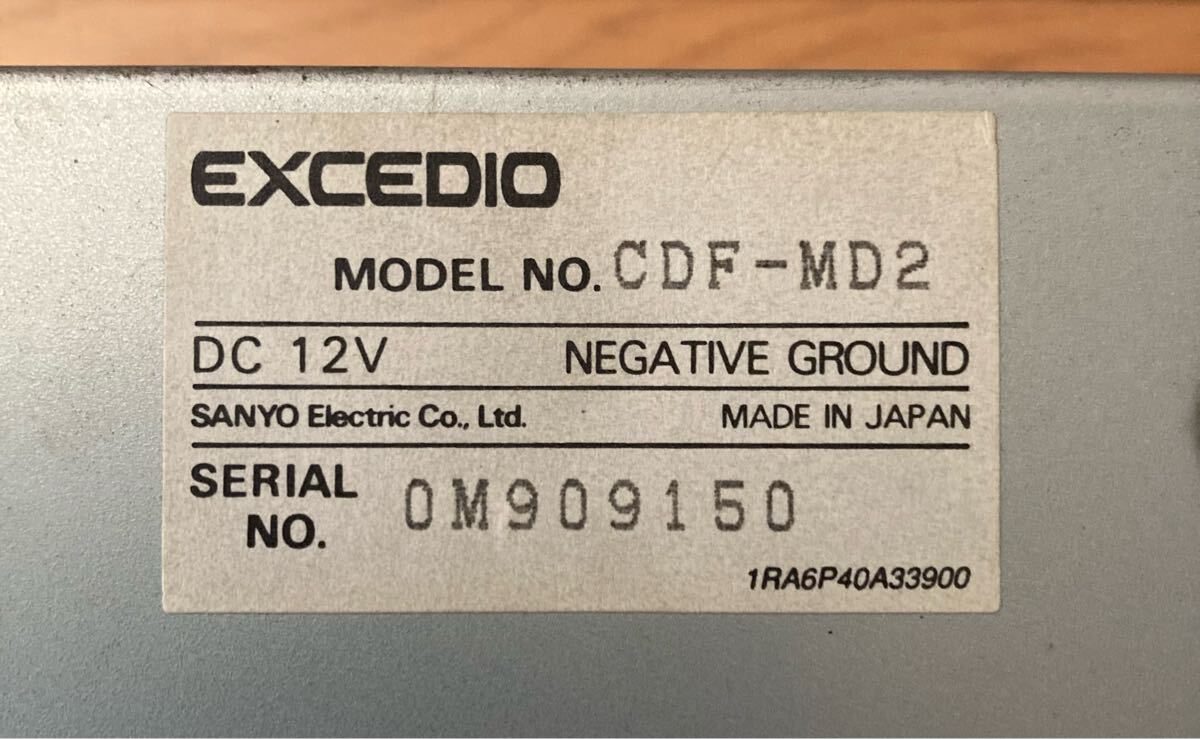 EXCEDIO
MODEL NO. CDF-MD2
DC 12V NEGATIVE GROUND
SANYO Electric Co., Ltd. MADE IN JAPAN
SERIAL NO. 0M909150
1RA6P40A33900